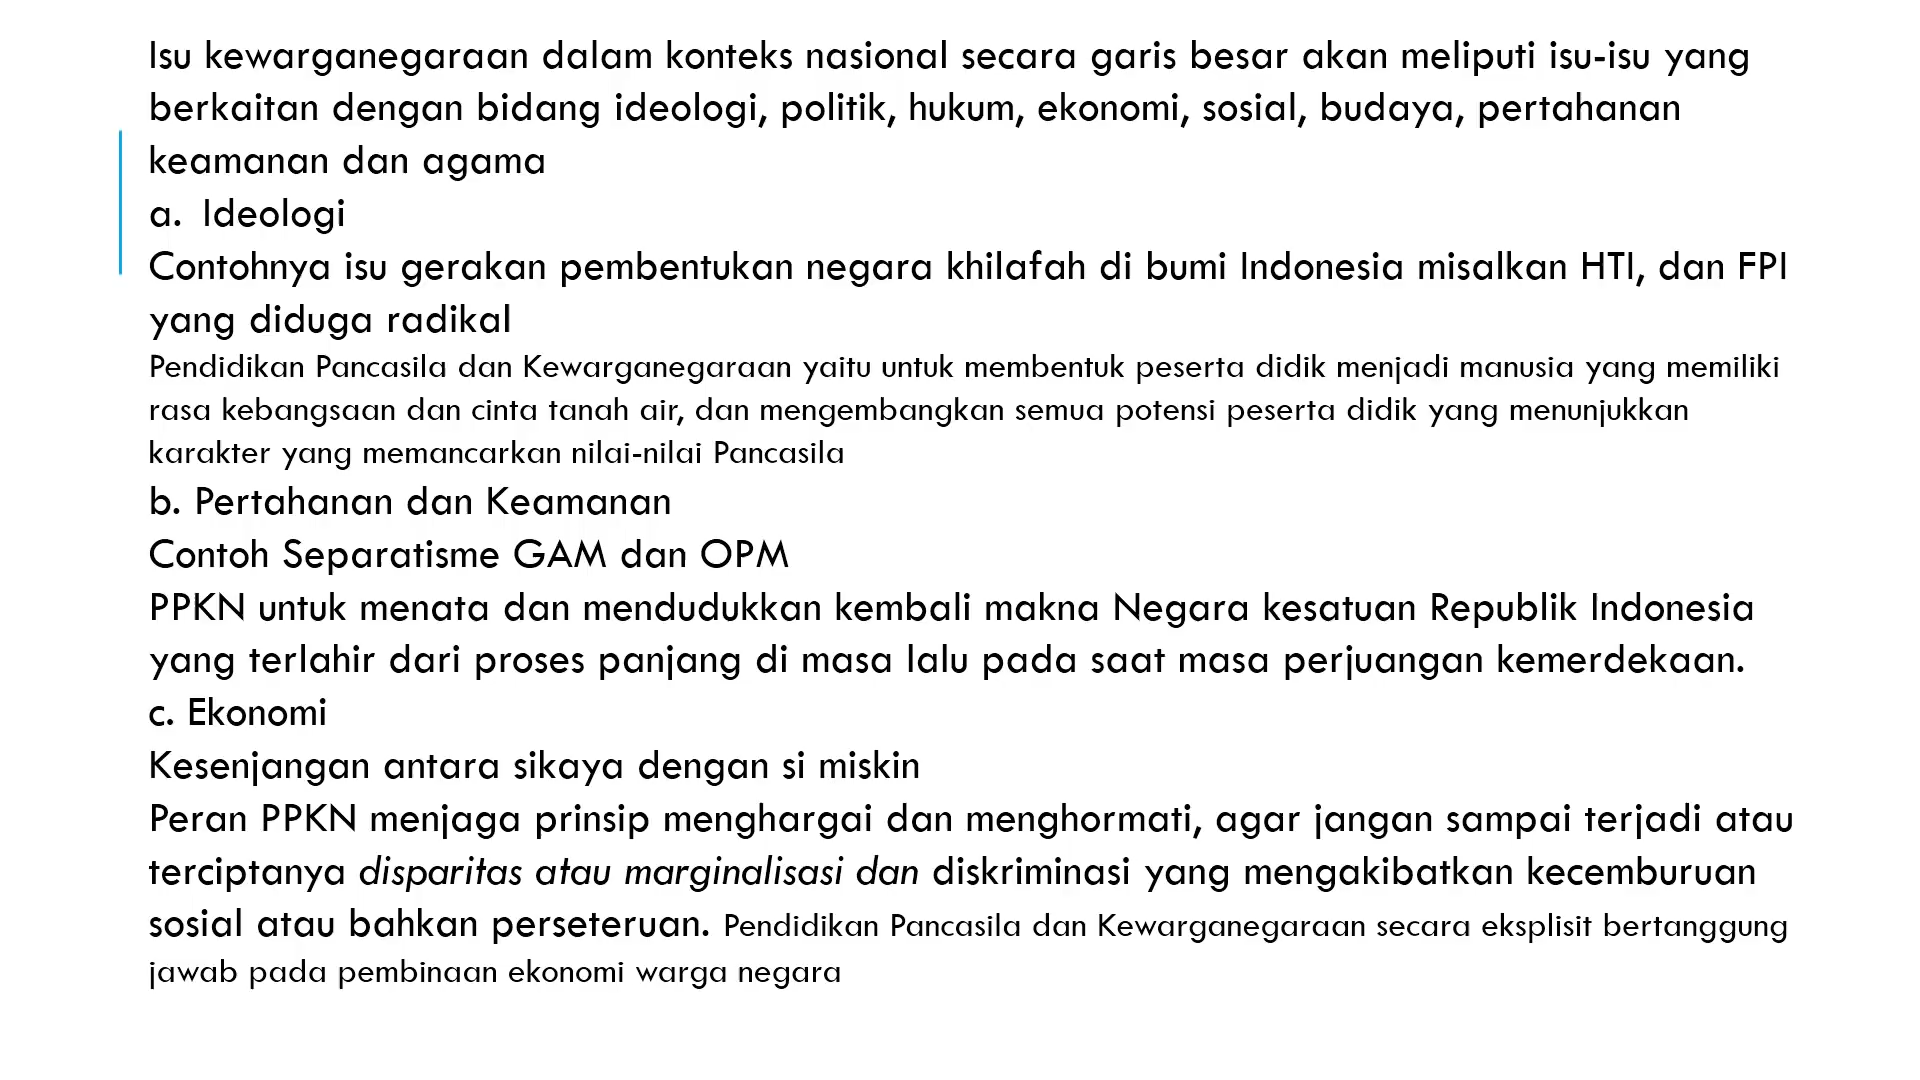 Isu kewarganegaraan dalam konteks nasional secara garis besar akan meliputi isu-isu yang
berkaitan dengan bidang ideologi, politik, hukum, ekonomi, sosial, budaya, pertahanan
keamanan dan agama
a. Ideologi
Contohnya isu gerakan pembentukan negara khilafah di bumi Indonesia misalkan HTI, dan FPI
yang diduga radikal
Pendidikan Pancasila dan Kewarganegaraan yaitu untuk membentuk peserta didik menjadi manusia yang memiliki
rasa kebangsaan dan cinta tanah air, dan mengembangkan semua potensi peserta didik yang menunjukkan
karakter yang memancarkan nilai-nilai Pancasila
b. Pertahanan dan Keamanan
Contoh Separatisme GAM dan OPM
PPKN untuk menata dan mendudukkan kembali makna Negara kesatuan Republik Indonesia
yang terlahir dari proses panjang di masa lalu pada saat masa perjuangan kemerdekaan.
c. Ekonomi
Kesenjangan antara sikaya dengan si miskin
Peran PPKN menjaga prinsip menghargai dan menghormati, agar jangan sampai terjadi atau
terciptanya disparitas atau marginalisasi dan diskriminasi yang mengakibatkan kecemburuan
sosial atau bahkan perseteruan. Pendidikan Pancasila dan Kewarganegaraan secara eksplisit bertanggung
jawab pada pembinaan ekonomi warga negara